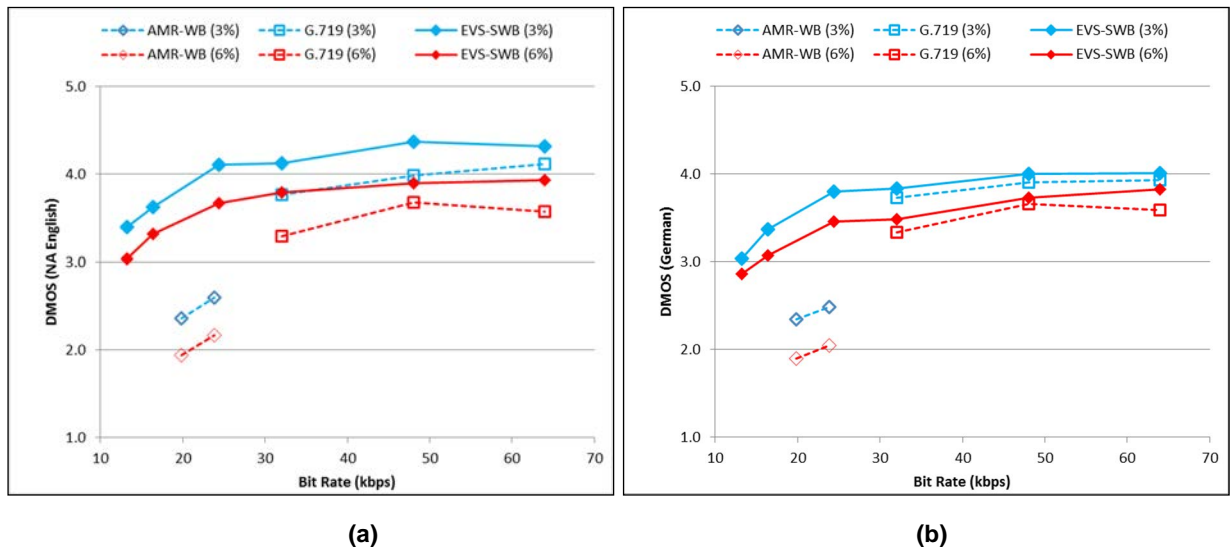 AMR-WB (3%) G.719 (3%) EVS-SWB (3%)
AMR-WB (6%) G.719 (6%) EVS-SWB (6%)
5.0
4.0
3.0
2.0
1.0
DMOS (NA English)
10 20 30 40 50 60 70
Bit Rate (kbps)
(a)
AMR-WB (3%) G.719 (3%) EVS-SWB (3%)
AMR-WB (6%) G.719 (6%) EVS-SWB (6%)
5.0
4.0
3.0
2.0
1.0
DMOS (German)
10 20 30 40 50 60 70
Bit Rate (kbps)
(b)